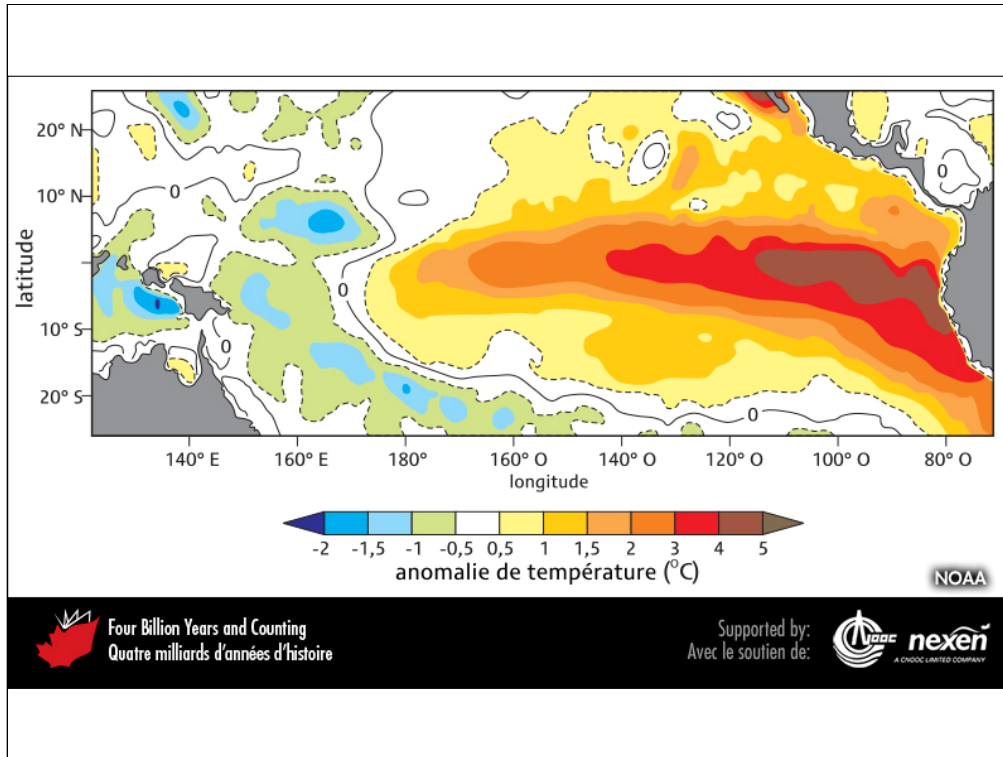 20° N
10° N
10° S
20° S
latitude
0
0
0
0
0
140° E 160° E 180° 160° O 140° O 120° O 100° O 80° O
longitude
-2 -1,5 -1 -0,5 0,5 1 1,5 2 3 4 5
anomalie de température (°C)
NOAA
Four Billion Years and Counting
Quatre milliards d'années d'histoire
Supported by:
Avec le soutien de:
CNOOC nexen
A CNOOC LIMITED COMPANY